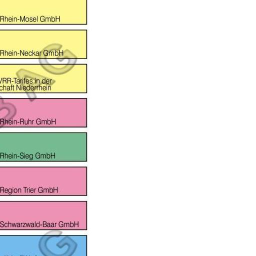 Rhein-Mosel GmbH
Rhein-Neckar GmbH
VRR-Tarifes in der
chaft Niederrhein
Rhein-Ruhr GmbH
Rhein-Sieg GmbH
Region Trier GmbH
Schwarzwald-Baar GmbH